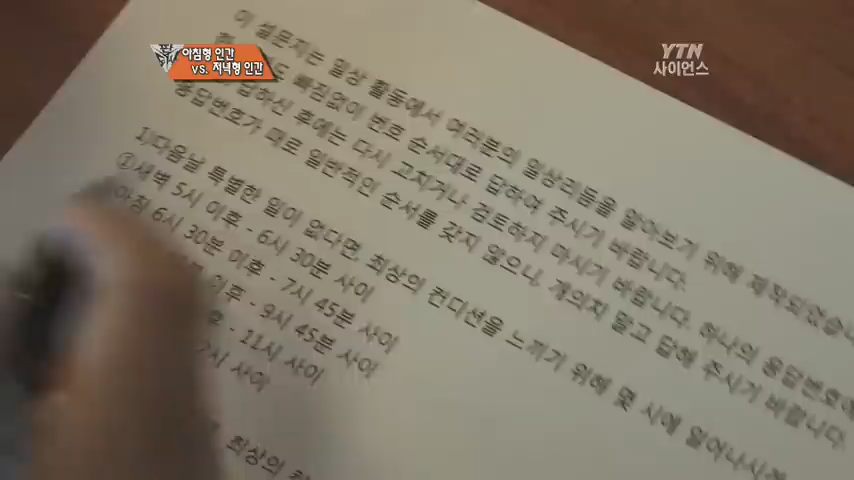 아침형 인간
vs. 저녁형 인간
YTN
사이언스
이 설문지는 일상 활동에서 여러분의 일상리듬을 알아보기 위해 제작되었습니
빠짐없이 번호 순서대로 답하여 주시기 바랍니다.
답하신 후에는 다시 고치거나 검토하지 마시기 바랍니다. 하나의 응답번호에
응답번호가 때로 일반적인 순서를 갖지 않으니, 개의치 말고 답해 주시기 바랍니다.
1)다음날 특별한 일이 없다면, 최상의 컨디션을 느끼기 위해 몇 시에 일어나시겠
①새벽 5시 이후 - 6시 30분 사이
아침 6시 30분 이후 - 7시 45분 사이
이후 - 9시 45분 사이
- 11시 사이
사이
최상의